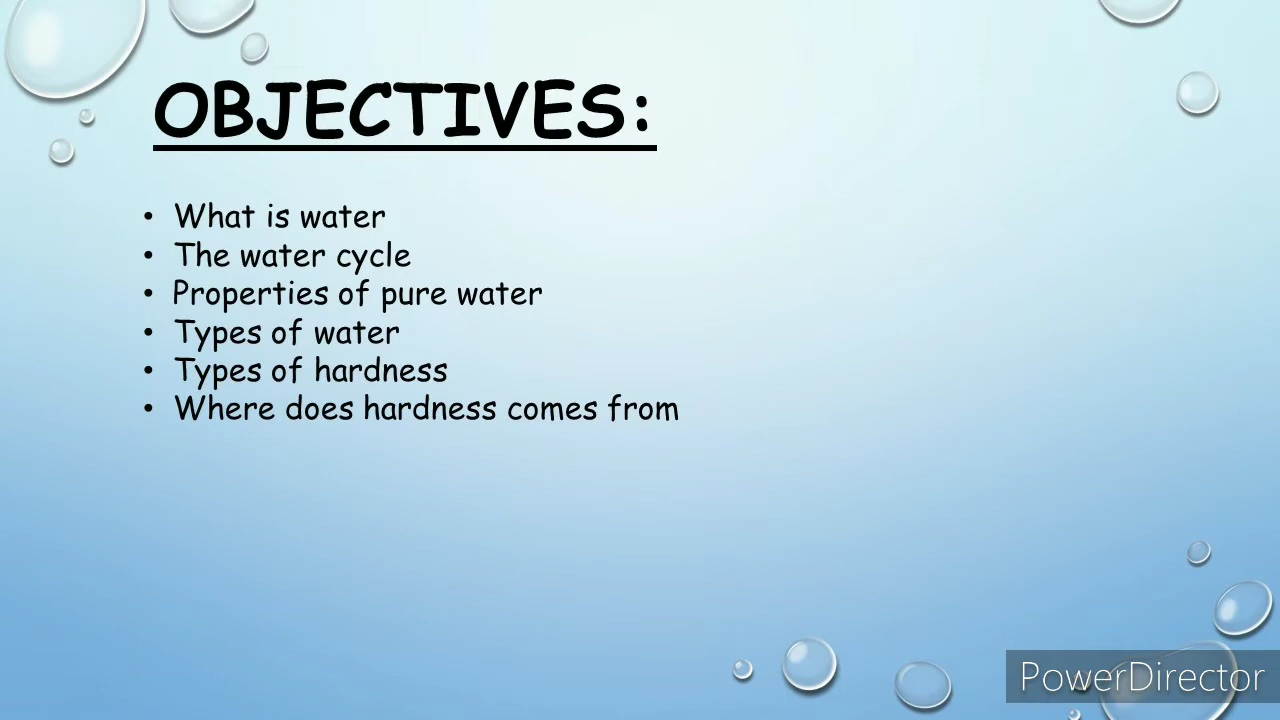 OBJECTIVES:
• What is water
• The water cycle
• Properties of pure water
• Types of water
• Types of hardness
• Where does hardness comes from
PowerDirector